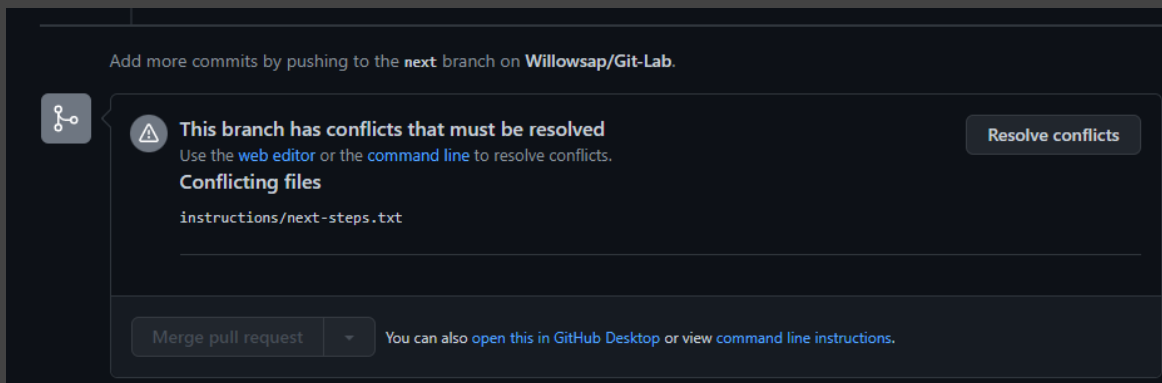 Add more commits by pushing to the next branch on Willowsap/Git-Lab.
This branch has conflicts that must be resolved
Resolve conflicts
Use the web editor or the command line to resolve conflicts.
Conflicting files
instructions/next-steps.txt
Merge pull request
You can also open this in GitHub Desktop or view command line instructions.